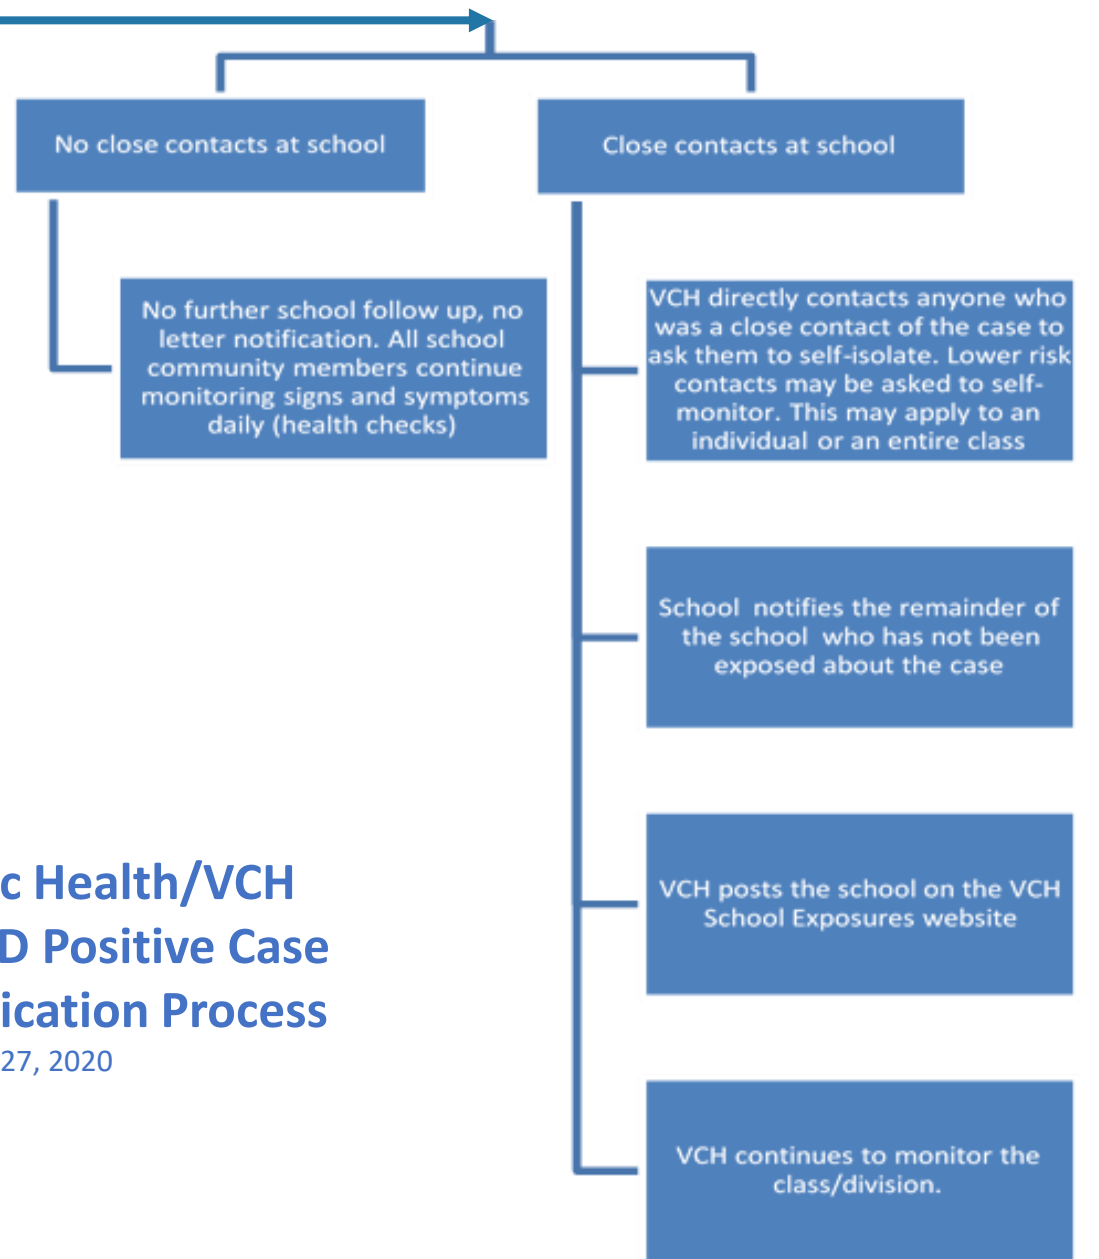 No close contacts at school
Close contacts at school
No further school follow up, no
letter notification. All school
community members continue
monitoring signs and symptoms
daily (health checks)
VCH directly contacts anyone who
was a close contact of the case to
ask them to self-isolate. Lower risk
contacts may be asked to self-
monitor. This may apply to an
individual or an entire class
School  notifies the remainder of
the school  who has not been
exposed about the case
VCH posts the school on the VCH
School Exposures website
VCH continues to monitor the
class/division.
c Health/VCH
D Positive Case
ication Process
27, 2020